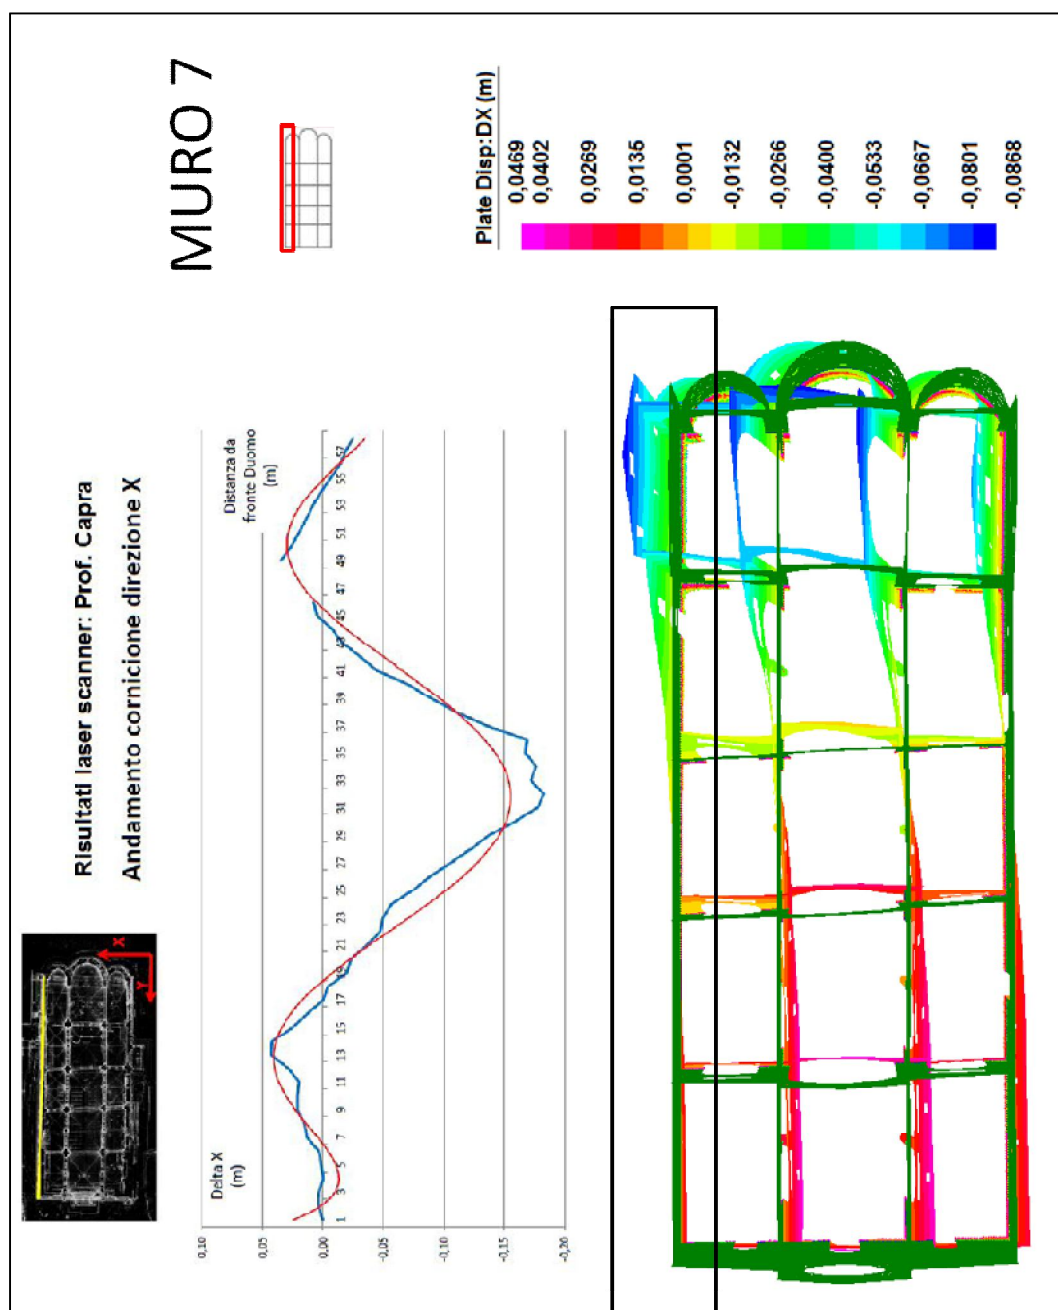 Risultati laser scanner: Prof. Capra
Andamento cornicione direzione X
X
Y
MURO 7
Delta X
(m)
Distanza da
fronte Duomo
(m)
0,10
0,05
0,00
-0,05
-0,10
-0,15
-0,20
1 3 5 7 9 11 13 15 17 19 21 23 25 27 29 31 33 35 37 39 41 43 45 47 49 51 53 55 57
Plate Disp:DX (m)
0,0469
0,0402
0,0269
0,0135
0,0001
-0,0132
-0,0266
-0,0400
-0,0533
-0,0667
-0,0801
-0,0868